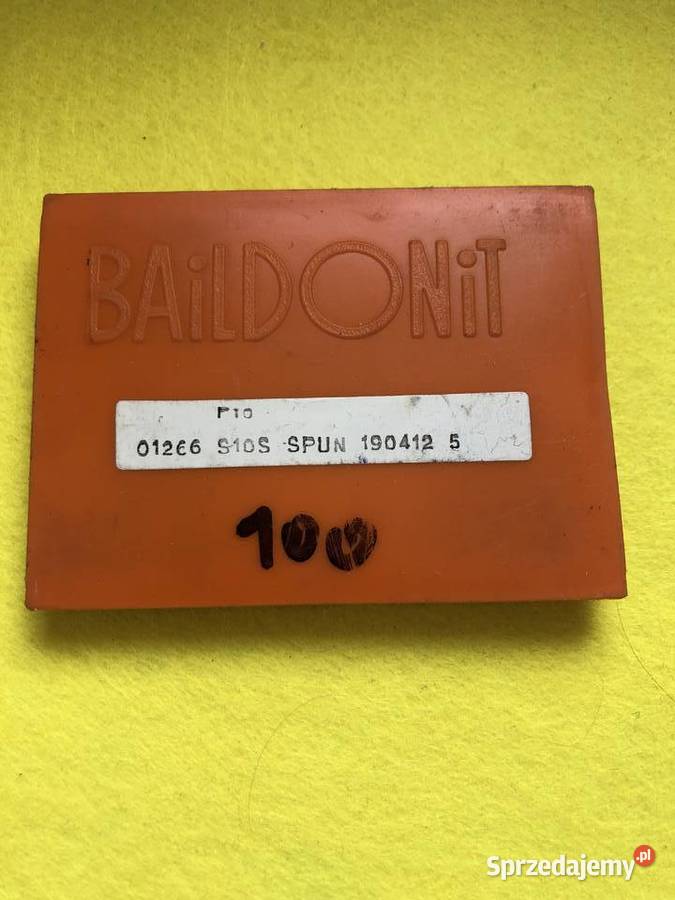 BAiLDONiT
P10
01266 S10S SPUN 190412 5
100
Sprzedajemy.pl